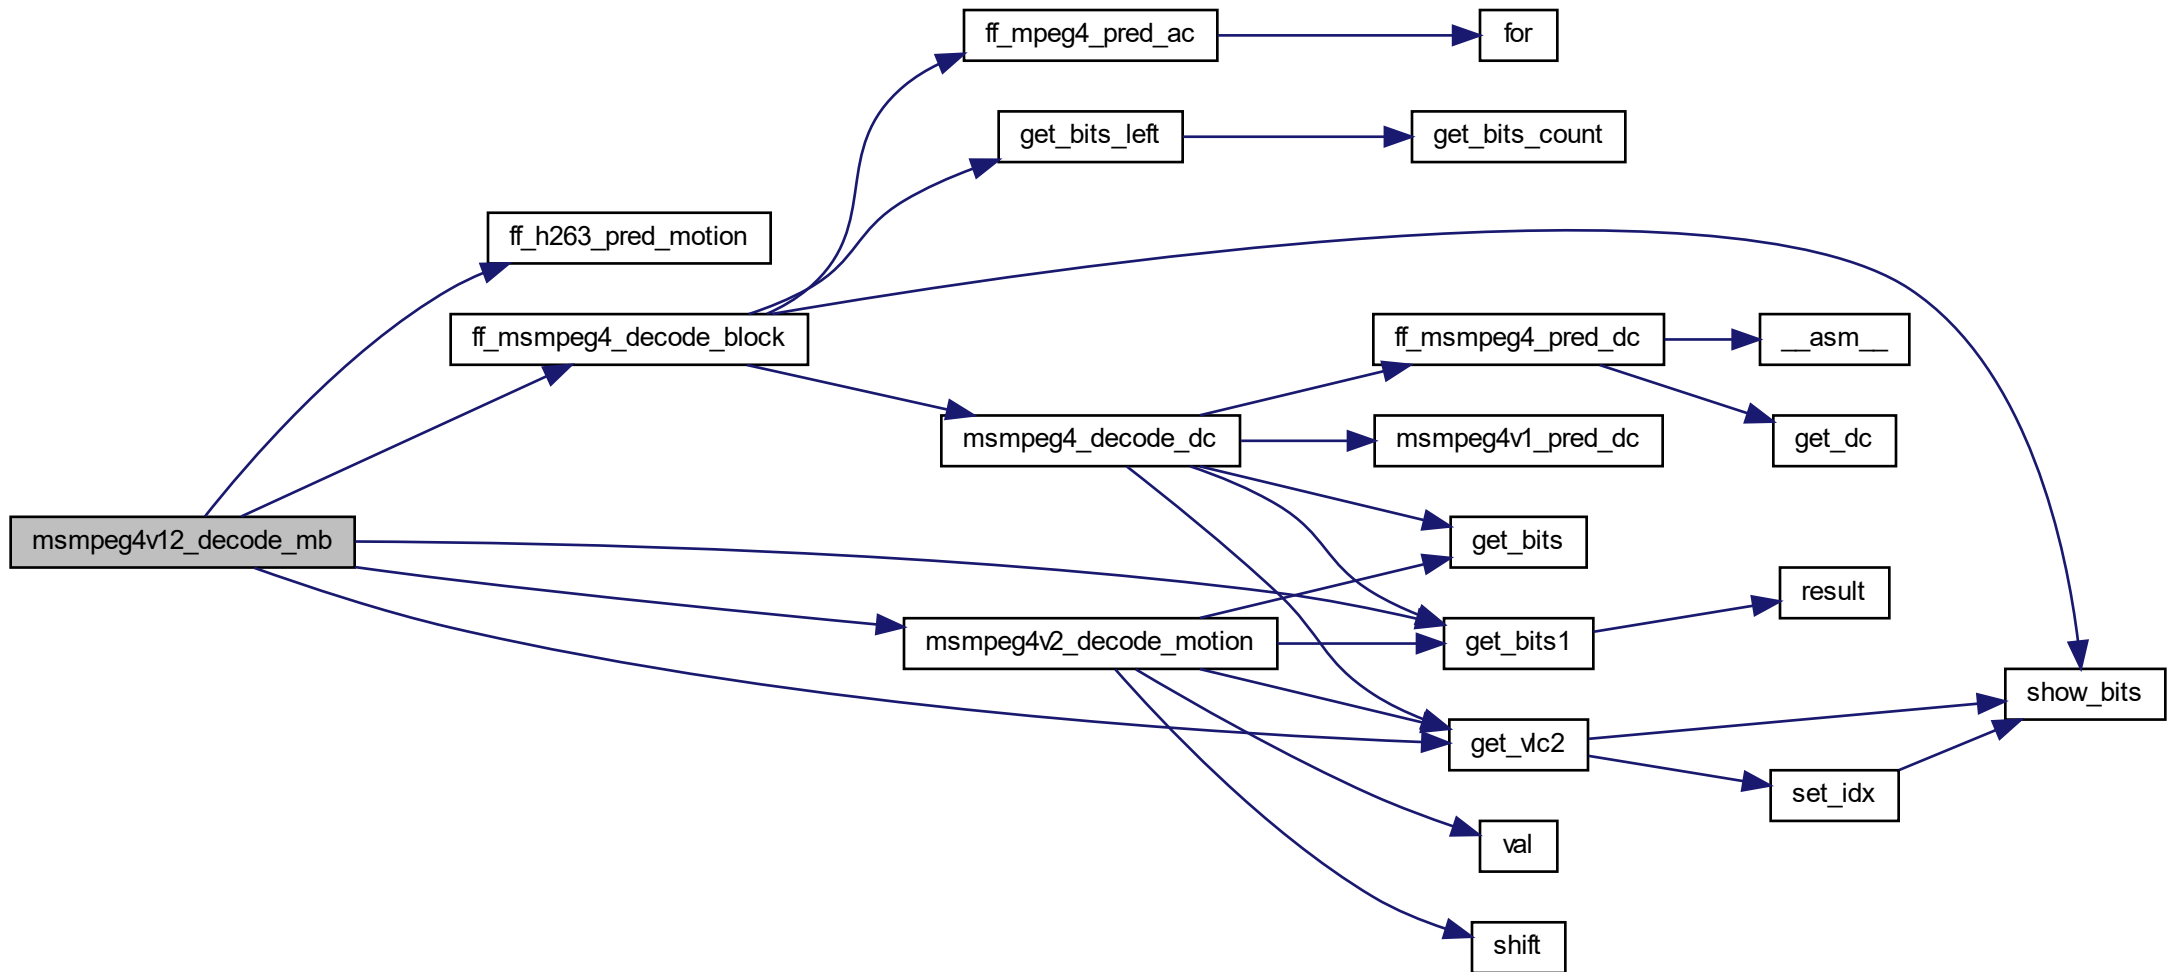 ff_mpeg4_pred_ac
for
get_bits_left
get_bits_count
ff_h263_pred_motion
ff_msmpeg4_decode_block
ff_msmpeg4_pred_dc
__asm__
msmpeg4_decode_dc
msmpeg4v1_pred_dc
get_dc
msmpeg4v12_decode_mb
get_bits
result
msmpeg4v2_decode_motion
get_bits1
show_bits
get_vlc2
set_idx
val
shift